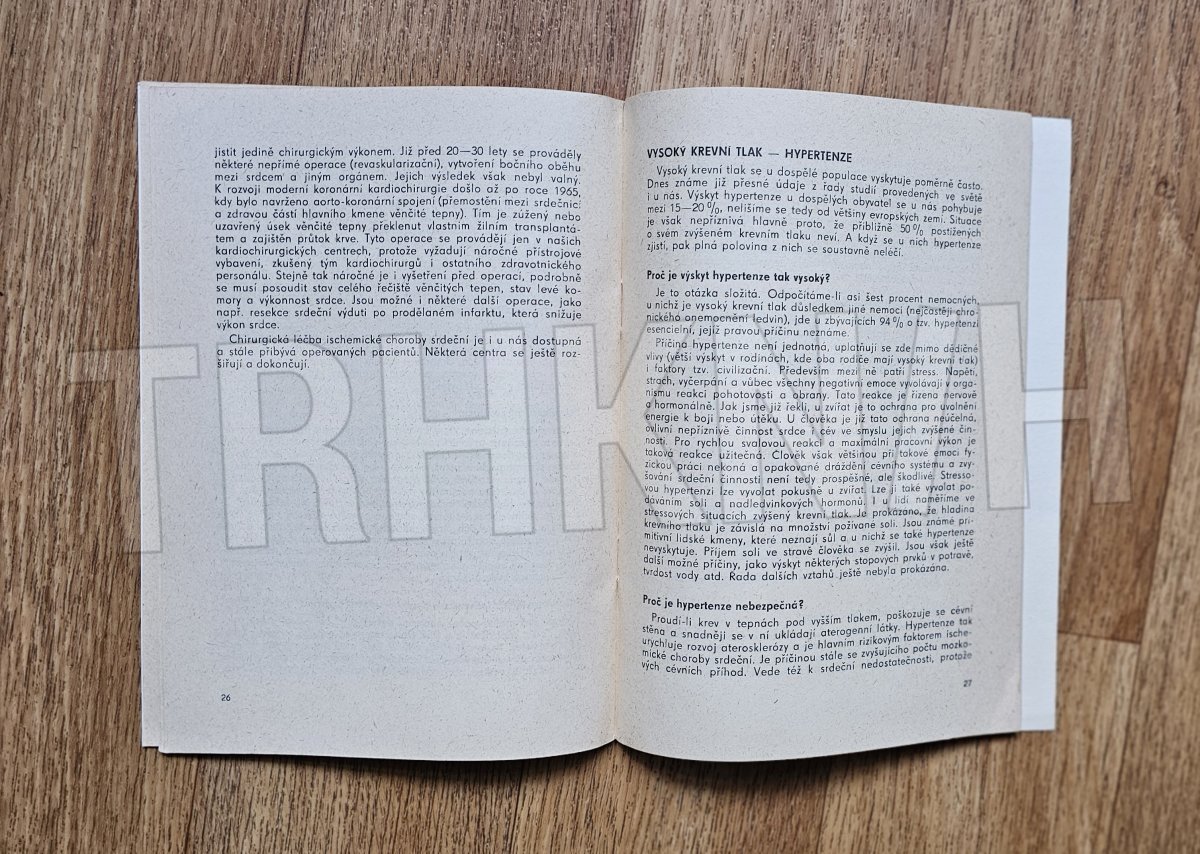 jistit jedině chirurgickým výkonem. Již před 20—30 lety se prováděly
některé nepřímé operace (revaskularizační), vytvoření bočního oběhu
mezi srdcem a jiným orgánem. Jejich výsledek však nebyl valný.
K rozvoji moderní koronární kardiochirurgie došlo až po roce 1965,
kdy bylo navrženo aorto-koronární spojení (přemostění mezi srdečnicí
a zdravou částí hlavního kmene věnčité tepny). Tím je zúžený nebo
uzavřený úsek věnčité tepny překlenut vlastním žilním transplantá-
tem a zajištěn průtok krve. Tyto operace se provádějí jen v našich
kardiochirurgických centrech, protože vyžadují náročné přístrojové
vybavení, zkušený tým kardiochirurgů i ostatního zdravotnického
personálu. Stejně tak náročné je i vyšetření před operací, podrobně
se musí posoudit stav celého řečiště věnčitých tepen, stav levé ko-
mory a výkonnost srdce. Jsou možné i některé další operace, jako
např. resekce srdeční výduti po prodělaném infarktu, která snižuje
výkon srdce.
Chirurgická léčba ischemické choroby srdeční je i u nás dostupná
a stále přibývá operovaných pacientů. Některá centra se ještě roz-
šiřují a dokončují.
26
VYSOKÝ KREVNÍ TLAK — HYPERTENZE
Vysoký krevní tlak se u dospělé populace vyskytuje poměrně často.
Dnes známe již přesné údaje z řady studií provedených ve světě
i u nás. Výskyt hypertenze u dospělých obyvatel se u nás pohybuje
mezi 15—20 %, nelišíme se tedy od většiny evropských zemí. Situace
je však nepříznivá hlavně proto, že přibližně 50 % postižených
o svém zvýšeném krevním tlaku neví. A když se u nich hypertenze
zjistí, pak plná polovina z nich se soustavně neléčí.
Proč je výskyt hypertenze tak vysoký?
Je to otázka složitá. Odpočítáme-li asi šest procent nemocných,
u nichž je vysoký krevní tlak důsledkem jiné nemoci (nejčastěji chro-
nického onemocnění ledvin), jde u zbývajících 94 % o tzv. hypertenzi
esencielní, jejíž pravou příčinu neznáme.
Příčina hypertenze není jednotná, uplatňují se zde mimo dědičné
vlivy (větší výskyt v rodinách, kde oba rodiče mají vysoký krevní tlak)
i faktory tzv. civilizační. Především mezi ně patří stress. Napětí,
strach, vyčerpání a vůbec všechny negativní emoce vyvolávají v orga-
nismu reakci pohotovosti a obrany. Tato reakce je řízena nervově
a hormonálně. Jak jsme již řekli, u zvířat je to ochrana pro uvolnění
energie k boji nebo útěku. U člověka je již tato ochrana neúčelná,
ovlivní nepříznivě činnost srdce i cév ve smyslu jejich zvýšené čin-
nosti. Pro rychlou svalovou reakci a maximální pracovní výkon je
taková reakce užitečná. Člověk však většinou při takové emoci fy-
zickou práci nekoná a opakované dráždění cévního systému a zvy-
šování srdeční činnosti není tedy prospěšné, ale škodlivé. Stresso-
vou hypertenzi lze vyvolat pokusně u zvířat. Lze ji také vyvolat po-
dáváním soli a nadledvinkových hormonů. I u lidí naměříme ve
stressových situacích zvýšený krevní tlak. Je prokázáno, že hladina
krevního tlaku je závislá na množství požívané soli. Jsou známé pri-
mitivní lidské kmeny, které neznají sůl a u nichž se také hypertenze
nevyskytuje. Příjem soli ve stravě člověka se zvýšil. Jsou však ještě
další možné příčiny, jako výskyt některých stopových prvků v potravě,
tvrdost vody atd. Řada dalších vztahů ještě nebyla prokázána.
Proč je hypertenze nebezpečná?
Proudí-li krev v tepnách pod vyšším tlakem, poškozuje se cévní
stěna a snadněji se v ní ukládají aterogenní látky. Hypertenze tak
urychluje rozvoj aterosklerózy a je hlavním rizikovým faktorem ische-
mické choroby srdeční. Je příčinou stále se zvyšujícího počtu mozko-
vých cévních příhod. Vede též k srdeční nedostatečnosti, protože
27
TRHKNIH